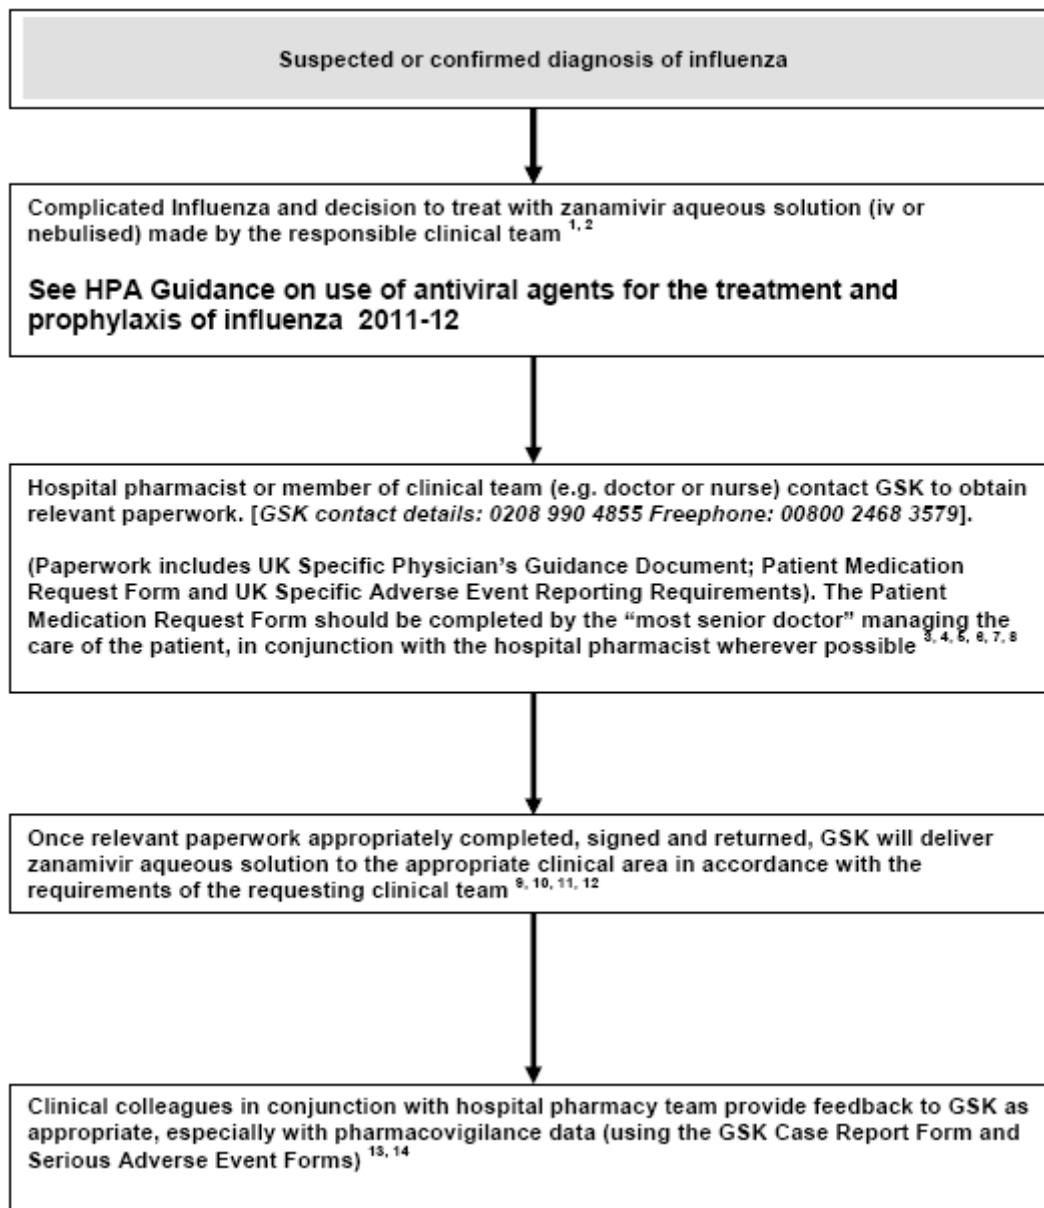 Suspected or confirmed diagnosis of influenza
Complicated Influenza and decision to treat with zanamivir aqueous solution (iv or
nebulised) made by the responsible clinical team 1, 2
See HPA Guidance on use of antiviral agents for the treatment and
prophylaxis of influenza 2011-12
Hospital pharmacist or member of clinical team (e.g. doctor or nurse) contact GSK to obtain
relevant paperwork. [GSK contact details: 0208 990 4855 Freephone: 00800 2468 3579].
(Paperwork includes UK Specific Physician's Guidance Document; Patient Medication
Request Form and UK Specific Adverse Event Reporting Requirements). The Patient
Medication Request Form should be completed by the “most senior doctor” managing the
care of the patient, in conjunction with the hospital pharmacist wherever possible 3, 4, 5, 6, 7, 8
Once relevant paperwork appropriately completed, signed and returned, GSK will deliver
zanamivir aqueous solution to the appropriate clinical area in accordance with the
requirements of the requesting clinical team 9, 10, 11, 12
Clinical colleagues in conjunction with hospital pharmacy team provide feedback to GSK as
appropriate, especially with pharmacovigilance data (using the GSK Case Report Form and
Serious Adverse Event Forms) 13, 14